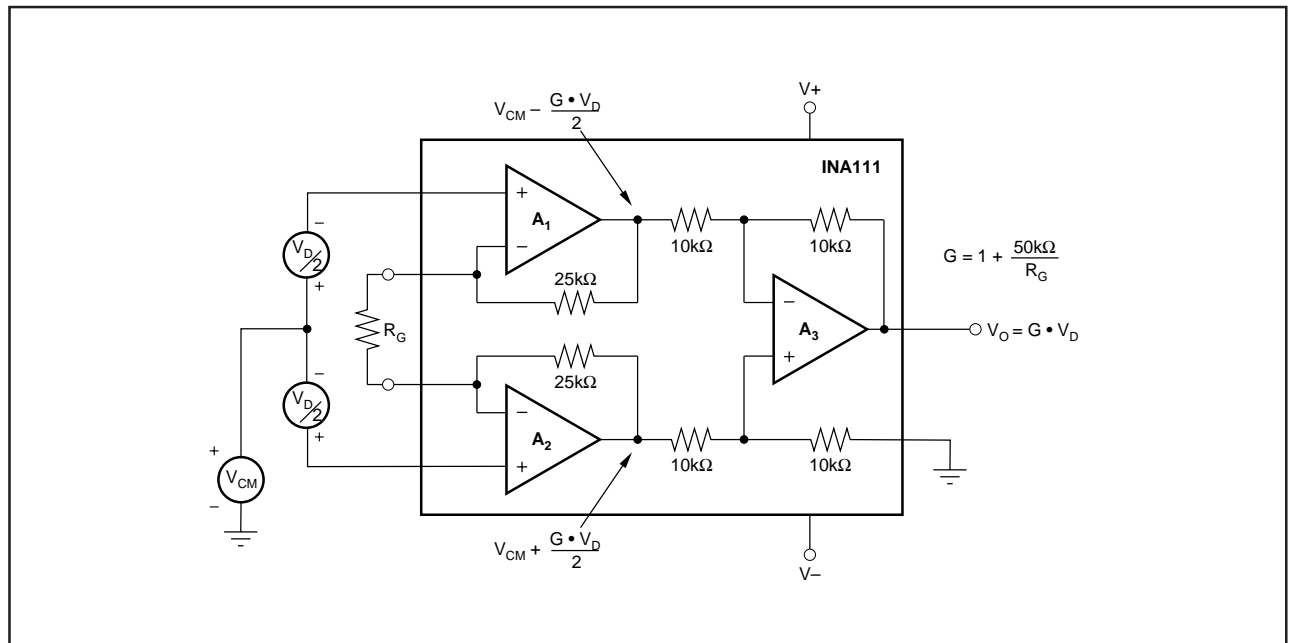 V+
V_CM – G • V_D / 2
INA111
+
A_1
–
–
V_D/2
+
10kΩ
10kΩ
G = 1 + 50kΩ / R_G
25kΩ
R_G
–
A_3
+
V_O = G • V_D
25kΩ
–
V_D/2
+
–
A_2
+
10kΩ
10kΩ
+
V_CM
–
V_CM + G • V_D / 2
V–